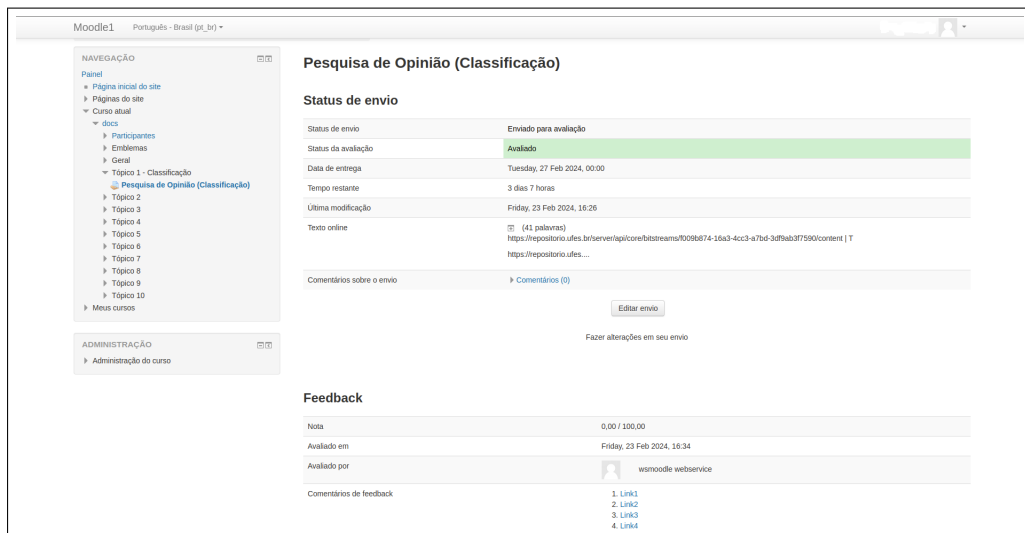 Moodle1 Português - Brasil (pt_br)
NAVEGAÇÃO
Painel
Página inicial do site
Páginas do site
Curso atual
docs
Participantes
Emblemas
Geral
Tópico 1 - Classificação
Pesquisa de Opinião (Classificação)
Tópico 2
Tópico 3
Tópico 4
Tópico 5
Tópico 6
Tópico 7
Tópico 8
Tópico 9
Tópico 10
Meus cursos
ADMINISTRAÇÃO
Administração do curso
Pesquisa de Opinião (Classificação)
Status de envio
Status de envio Enviado para avaliação
Status da avaliação Avaliado
Data de entrega Tuesday, 27 Feb 2024, 00:00
Tempo restante 3 dias 7 horas
Última modificação Friday, 23 Feb 2024, 16:26
Texto online (41 palavras)
https://repositorio.ufes.br/server/api/core/bitstreams/f009b874-16a3-4cc3-a7bd-3df9ab3f7590/content | T
https://repositorio.ufes....
Comentários sobre o envio Comentários (0)
Editar envio
Fazer alterações em seu envio
Feedback
Nota 0,00 / 100,00
Avaliado em Friday, 23 Feb 2024, 16:34
Avaliado por wsmoodle webservice
Comentários de feedback 1. Link1
2. Link2
3. Link3
4. Link4